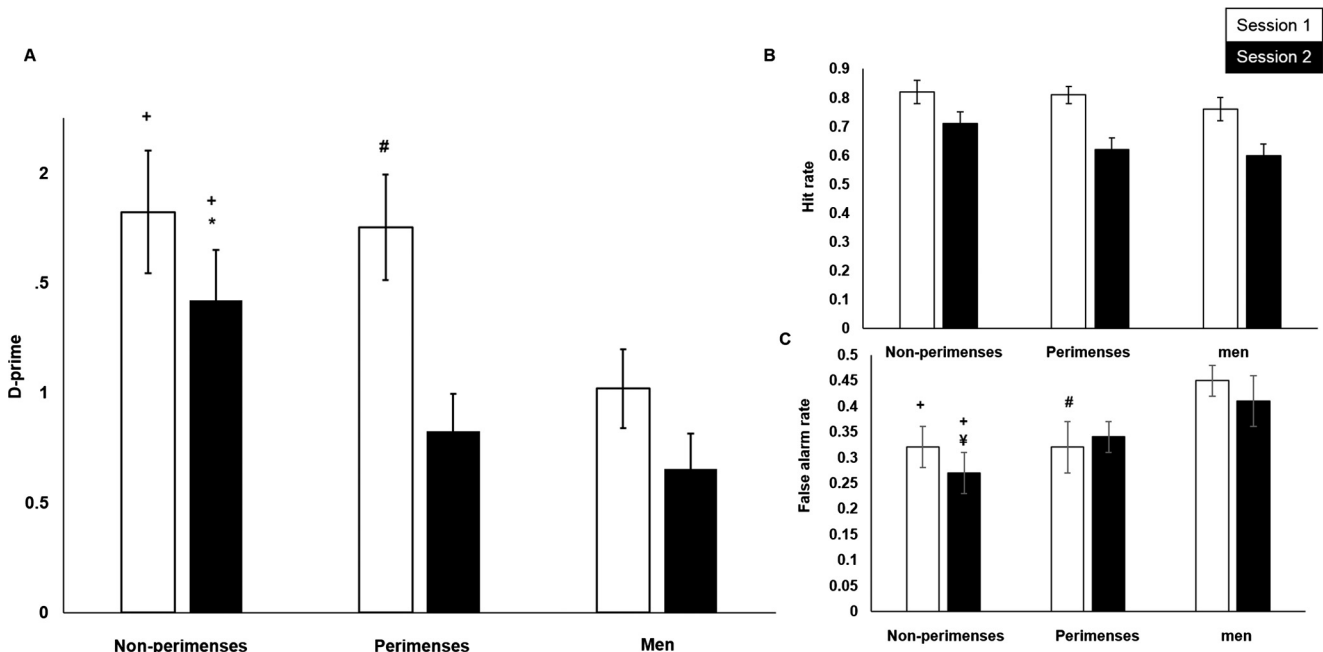 Session 1
Session 2
A
+
+
*
#
2
.5
1
0.5
0
D-prime
Non-perimenses
Perimenses
Men
B
0.9
0.8
0.7
0.6
0.5
0.4
0.3
0.2
0.1
0
Hit rate
Non-perimenses
Perimenses
men
C
0.5
0.45
0.4
0.35
0.3
0.25
0.2
0.15
0.1
0.05
0
False alarm rate
+
+
¥
#
Non-perimenses
Perimenses
men